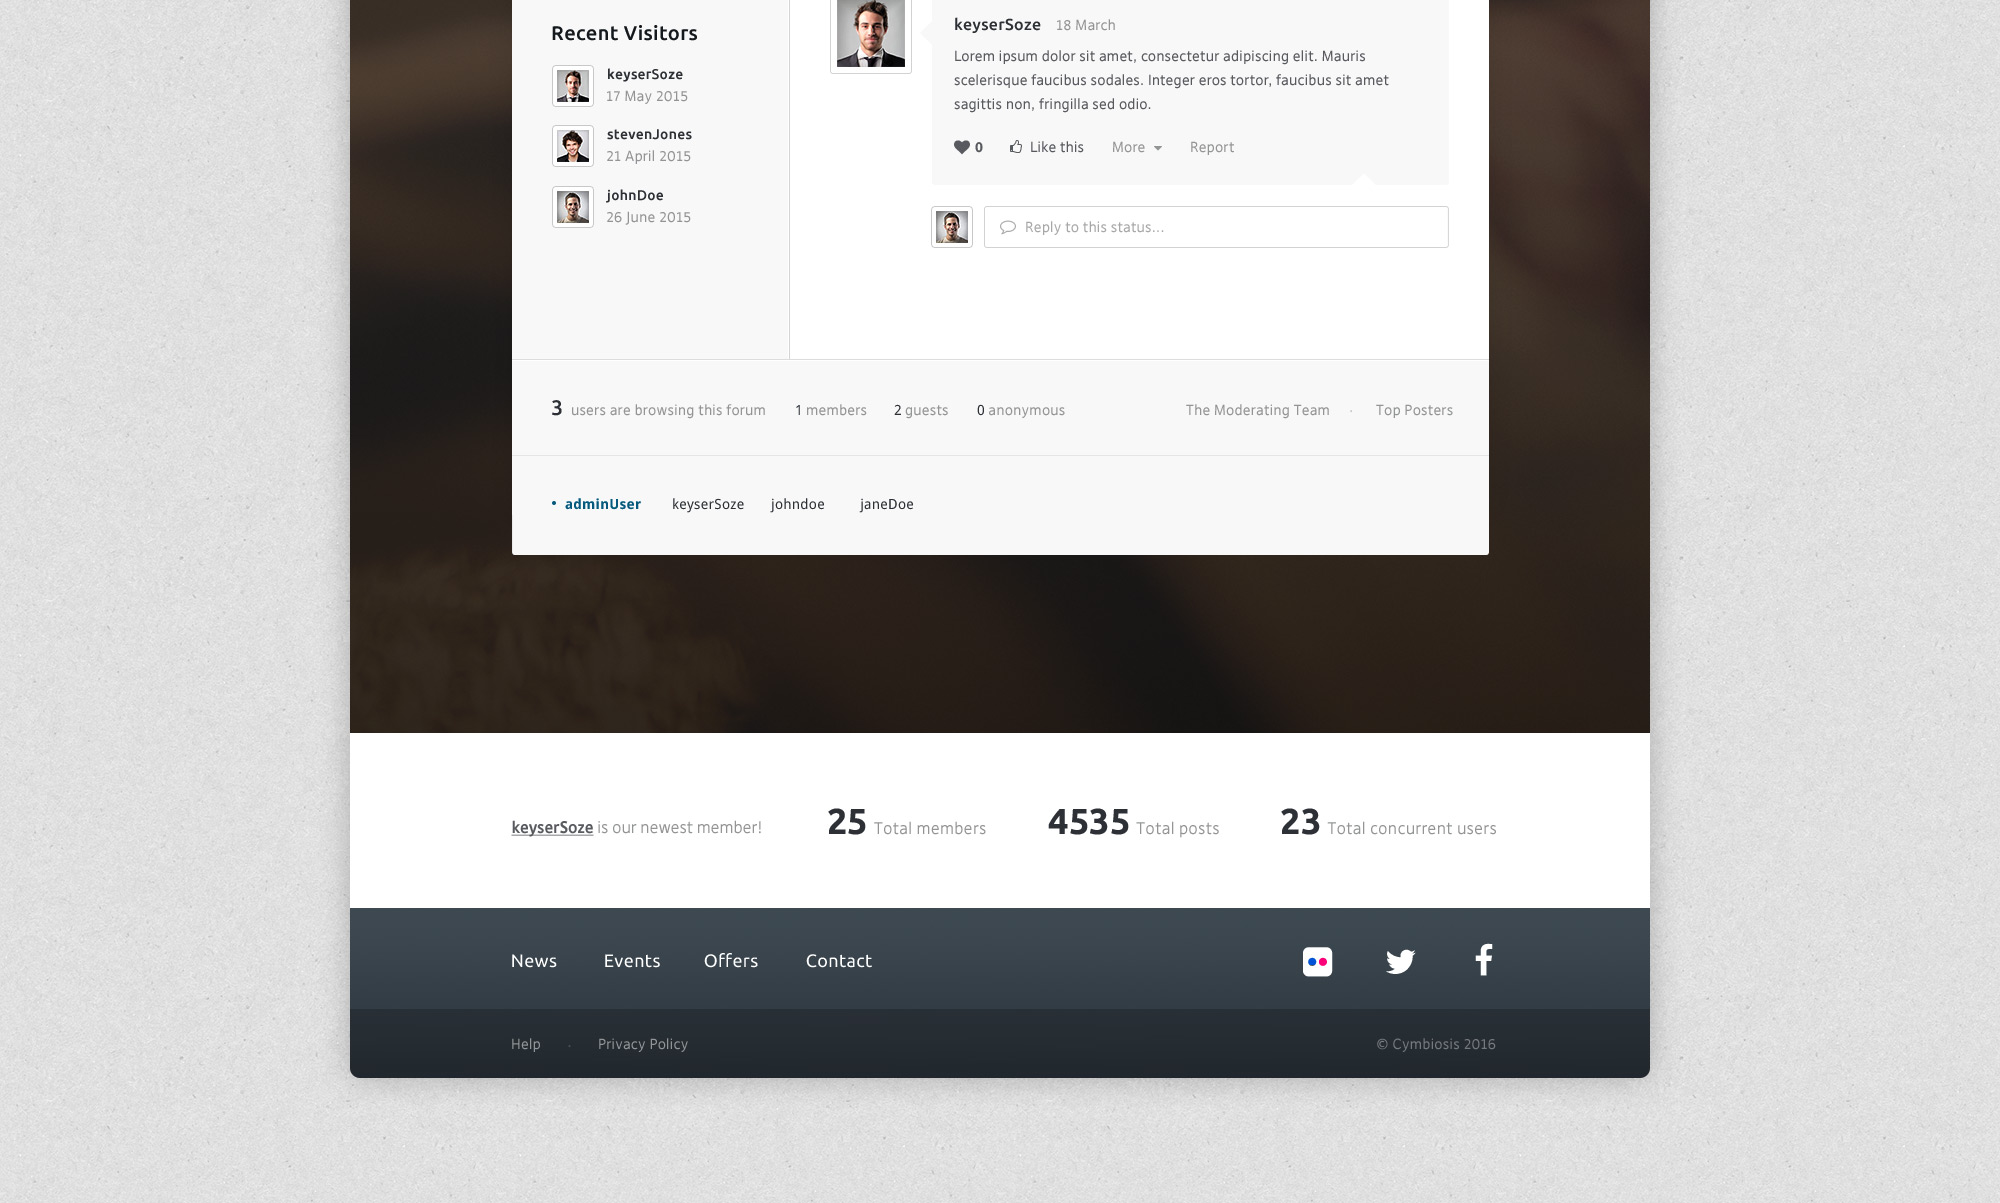 Recent Visitors
keyserSoze
17 May 2015
stevenJones
21 April 2015
johnDoe
26 June 2015
keyserSoze 18 March
Lorem ipsum dolor sit amet, consectetur adipiscing elit. Mauris
scelerisque faucibus sodales. Integer eros tortor, faucibus sit amet
sagittis non, fringilla sed odio.
0 Like this More Report
Reply to this status...
3 users are browsing this forum 1 members 2 guests 0 anonymous The Moderating Team · Top Posters
• adminUser keyserSoze johndoe janeDoe
keyserSoze is our newest member! 25 Total members 4535 Total posts 23 Total concurrent users
News Events Offers Contact
Help · Privacy Policy © Cymbiosis 2016